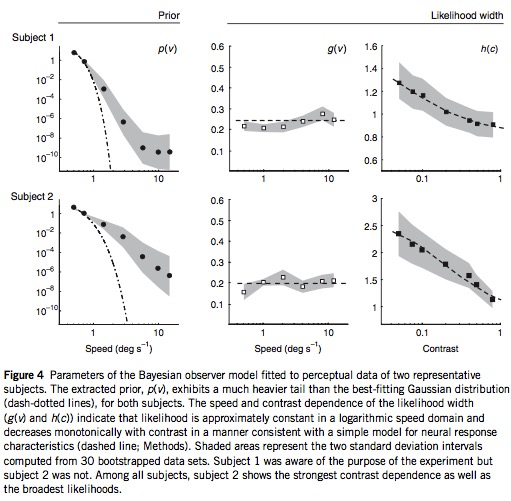 Prior
Likelihood width
Subject 1
p(v)
g(v)
h(c)
1
10⁻²
10⁻⁴
10⁻⁶
10⁻⁸
10⁻¹⁰
1
10
0.6
0.5
0.4
0.3
0.2
0.1
1
10
1.6
1.4
1.2
1
0.8
0.6
0.1
1
Subject 2
1
10⁻²
10⁻⁴
10⁻⁶
10⁻⁸
10⁻¹⁰
1
10
Speed (deg s⁻¹)
0.6
0.5
0.4
0.3
0.2
0.1
1
10
Speed (deg s⁻¹)
3
2.5
2
1.5
1
0.1
1
Contrast
Figure 4 Parameters of the Bayesian observer model fitted to perceptual data of two representative
subjects. The extracted prior, p(v), exhibits a much heavier tail than the best-fitting Gaussian distribution
(dash-dotted lines), for both subjects. The speed and contrast dependence of the likelihood width
(g(v) and h(c)) indicate that likelihood is approximately constant in a logarithmic speed domain and
decreases monotonically with contrast in a manner consistent with a simple model for neural response
characteristics (dashed line; Methods). Shaded areas represent the two standard deviation intervals
computed from 30 bootstrapped data sets. Subject 1 was aware of the purpose of the experiment but
subject 2 was not. Among all subjects, subject 2 shows the strongest contrast dependence as well as
the broadest likelihoods.